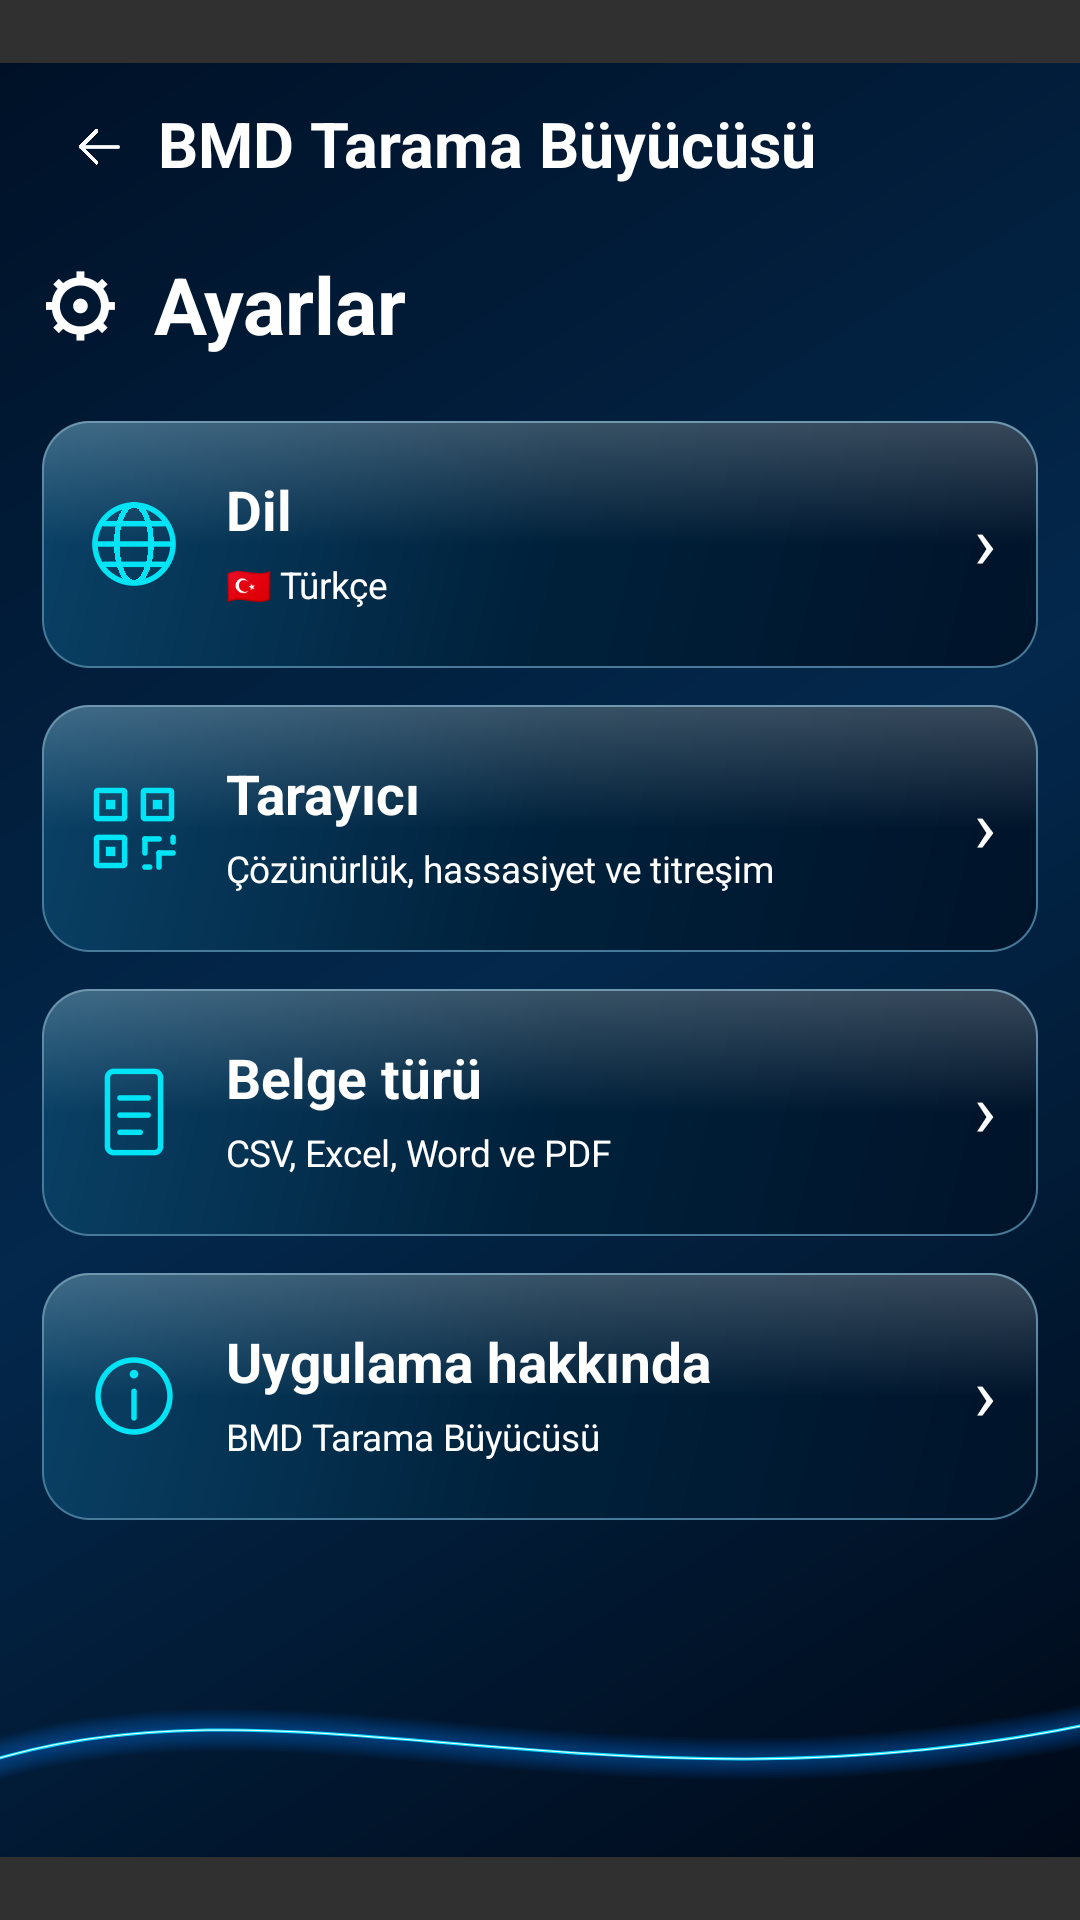 BMD Tarama Büyücüsü
Ayarlar
Dil
🇹🇷 Türkçe
Tarayıcı
Çözünürlük, hassasiyet ve titreşim
Belge türü
CSV, Excel, Word ve PDF
Uygulama hakkında
BMD Tarama Büyücüsü